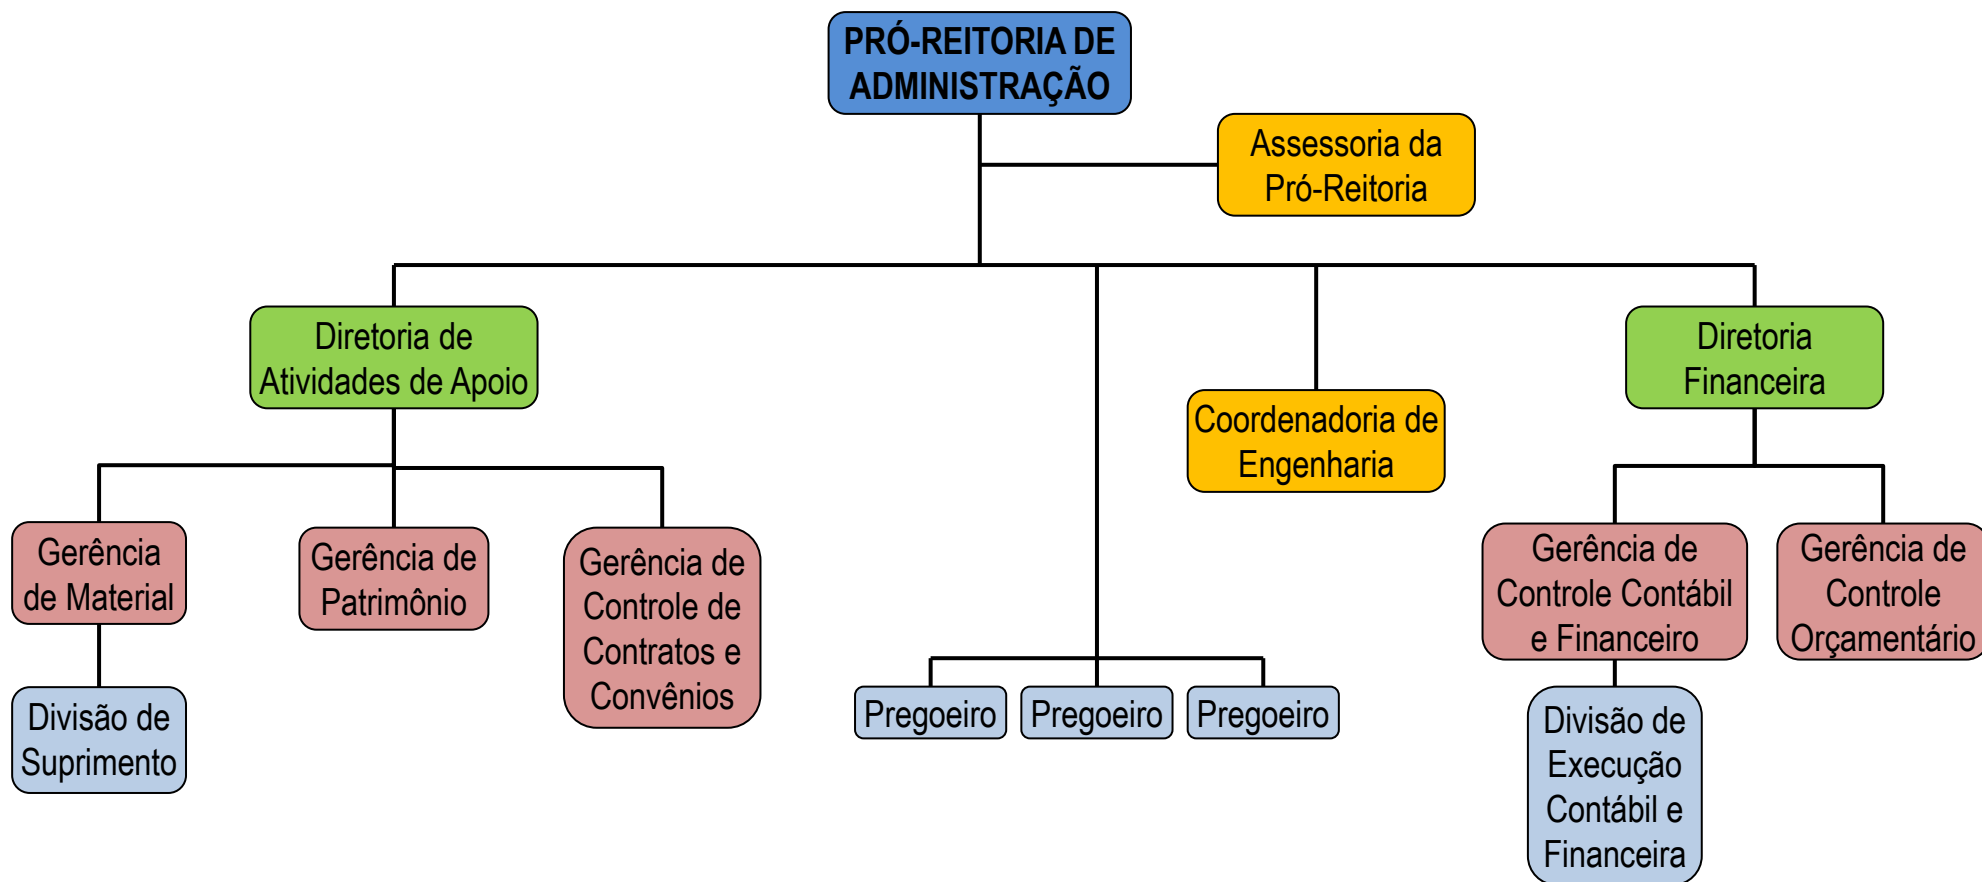 PRÓ-REITORIA DE
ADMINISTRAÇÃO
Assessoria da
Pró-Reitoria
Diretoria de
Atividades de Apoio
Diretoria
Financeira
Coordenadoria de
Engenharia
Gerência
de Material
Gerência de
Patrimônio
Gerência de
Controle de
Contratos e
Convênios
Gerência de
Controle Contábil
e Financeiro
Gerência de
Controle
Orçamentário
Divisão de
Suprimento
Pregoeiro
Pregoeiro
Pregoeiro
Divisão de
Execução
Contábil e
Financeira